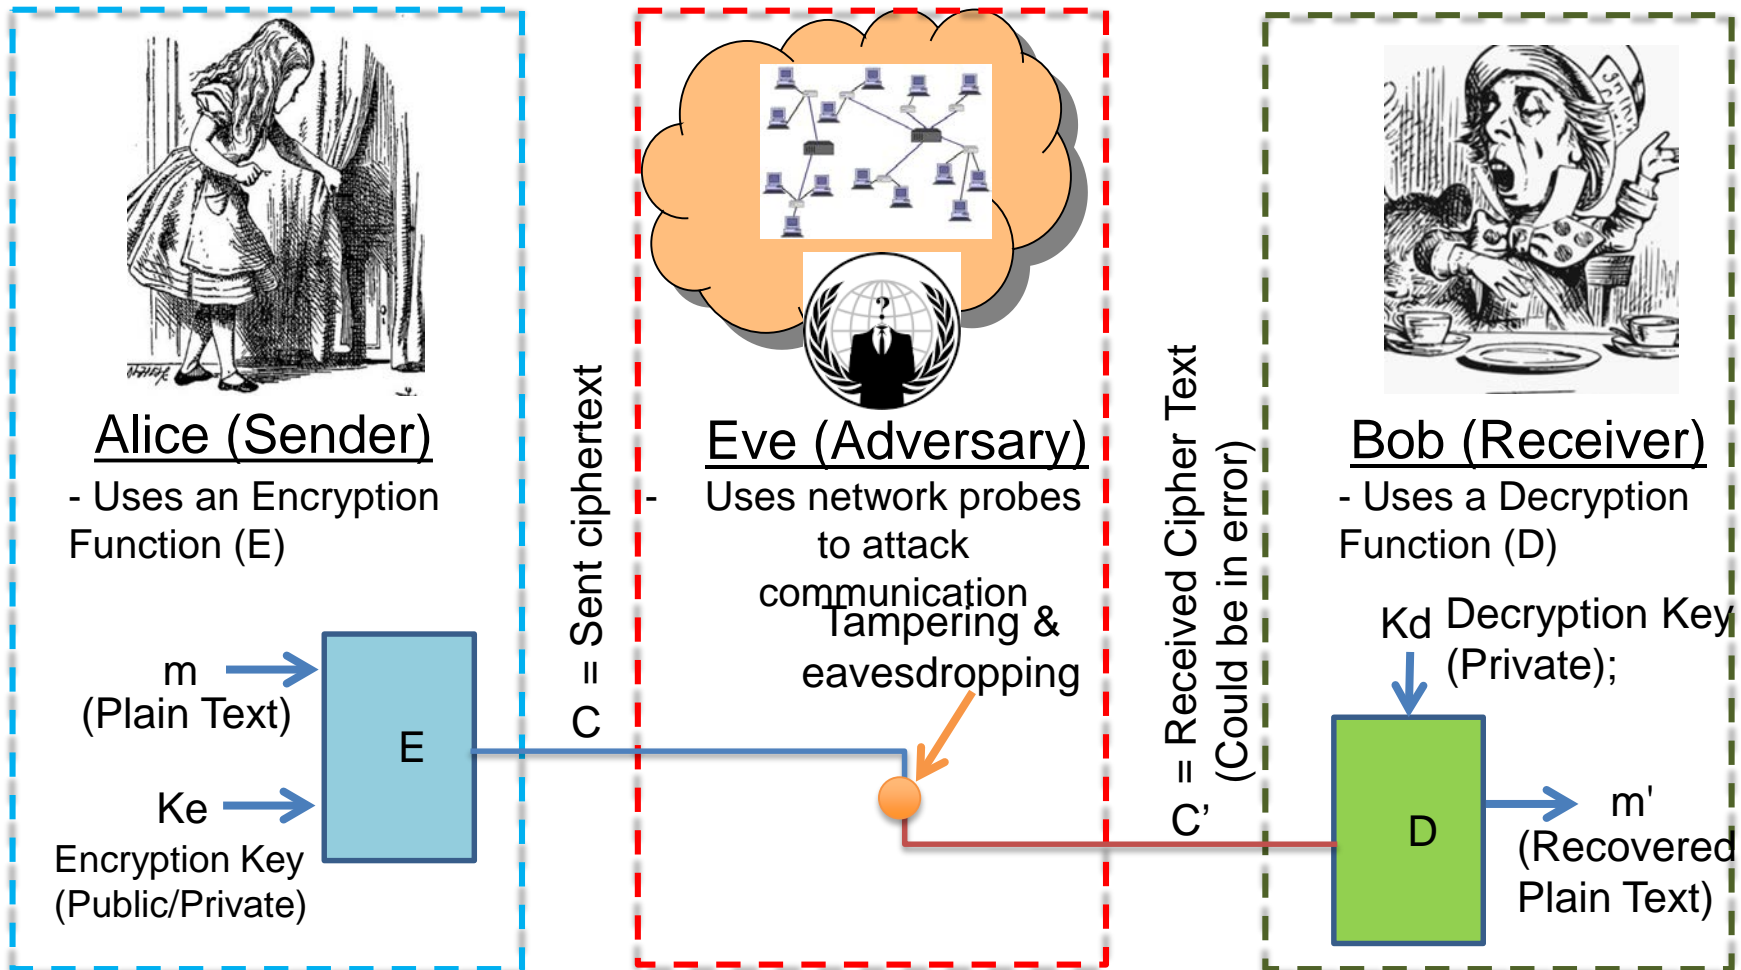 Alice (Sender)
- Uses an Encryption
Function (E)
m
(Plain Text)
Ke
Encryption Key
(Public/Private)
E
C = Sent ciphertext
?
Eve (Adversary)
- Uses network probes
to attack
communication
Tampering &
eavesdropping
C’ = Received Cipher Text
(Could be in error)
Bob (Receiver)
- Uses a Decryption
Function (D)
Kd
Decryption Key
(Private);
D
m'
(Recovered
Plain Text)